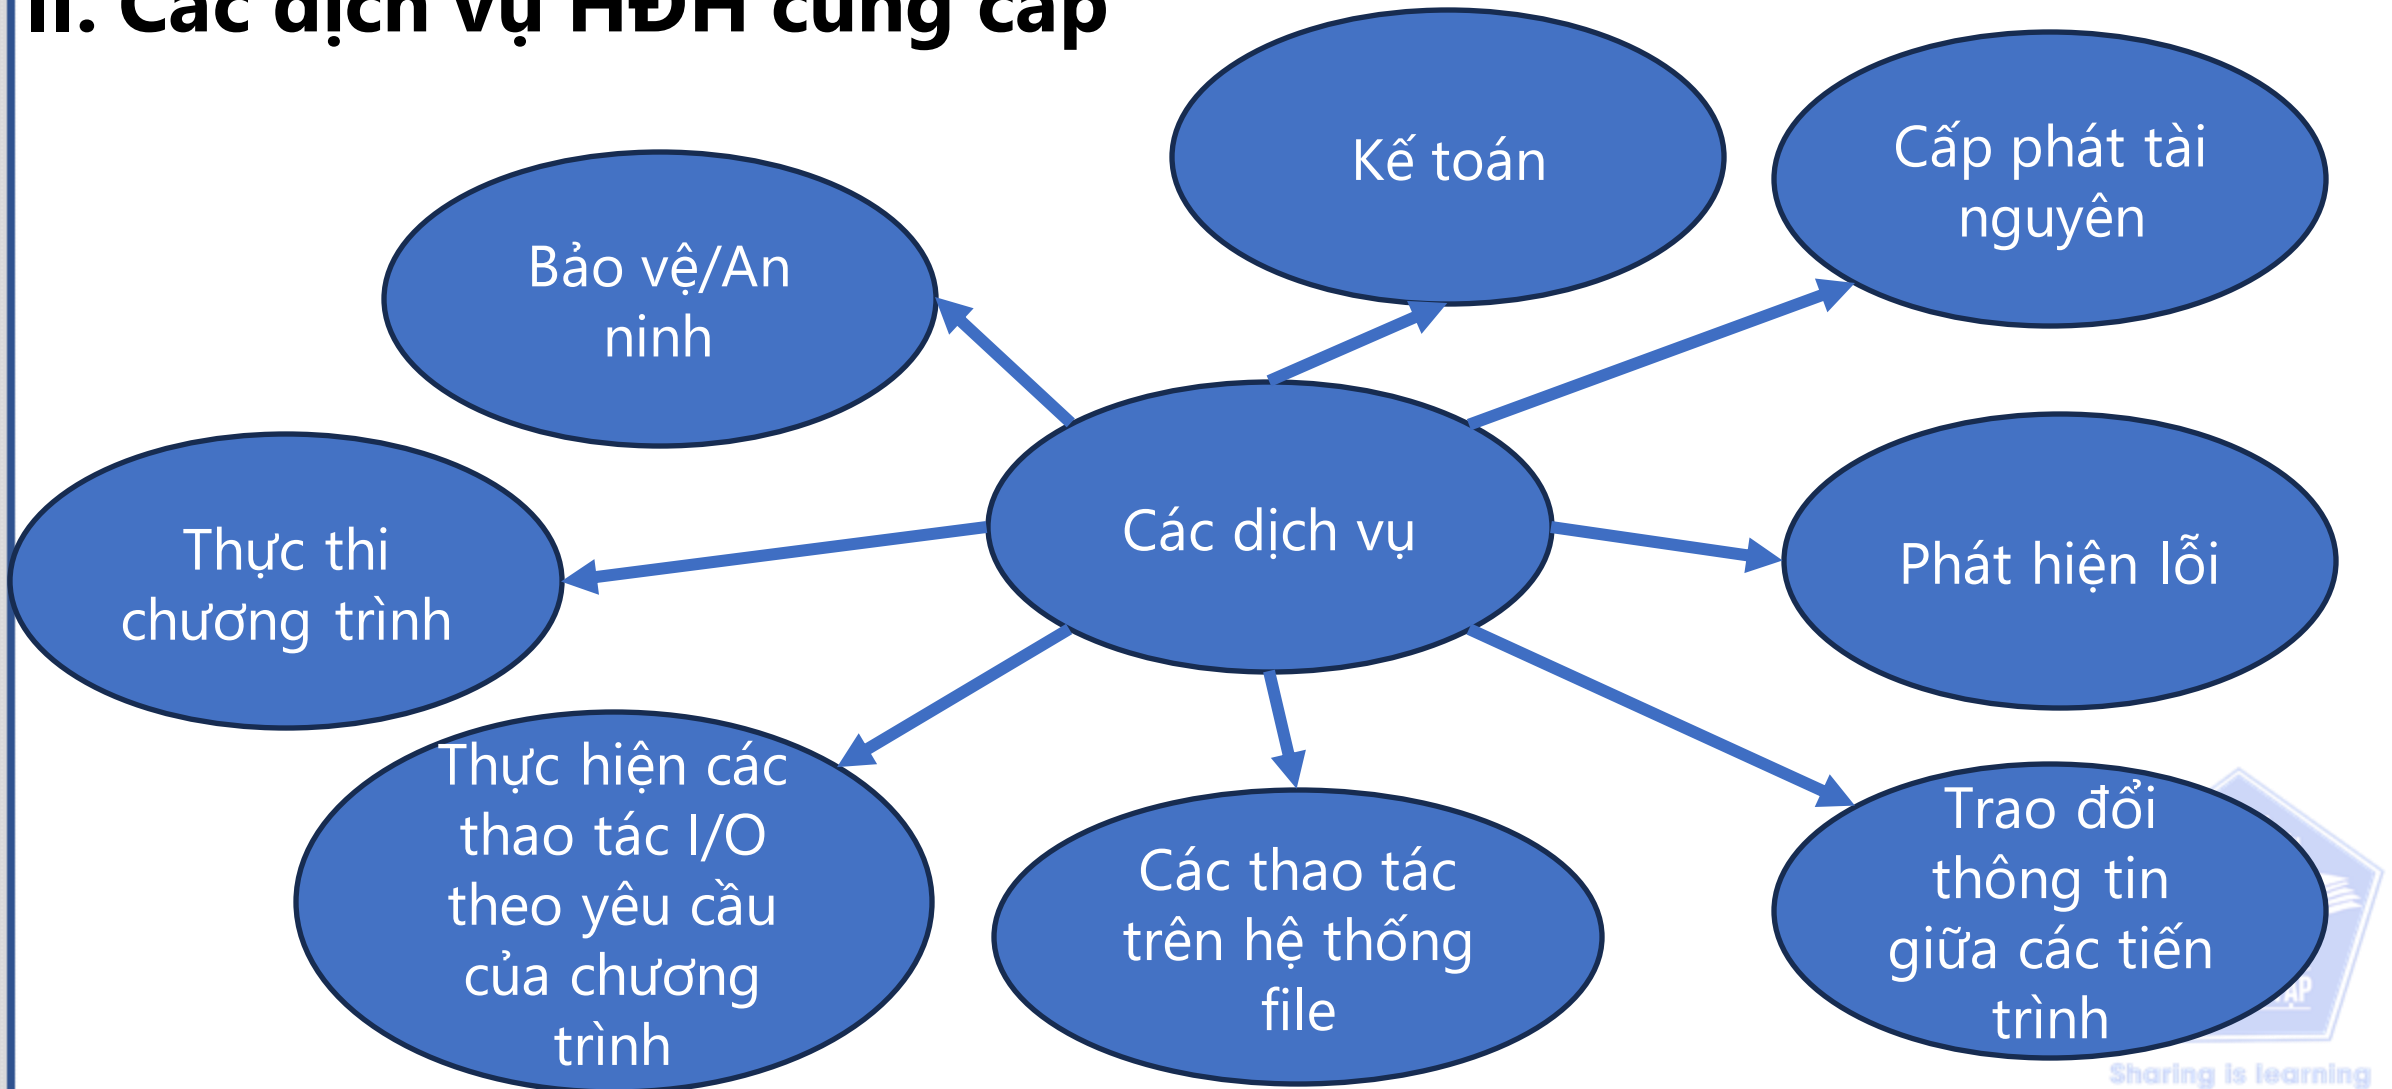 II. Các dịch vụ HĐH cung cấp
Kế toán
Cấp phát tài
nguyên
Bảo vệ/An
ninh
Các dịch vụ
Thực thi
chương trình
Phát hiện lỗi
Thực hiện các
thao tác I/O
theo yêu cầu
của chương
trình
Các thao tác
trên hệ thống
file
Trao đổi
thông tin
giữa các tiến
trình
Sharing is learning